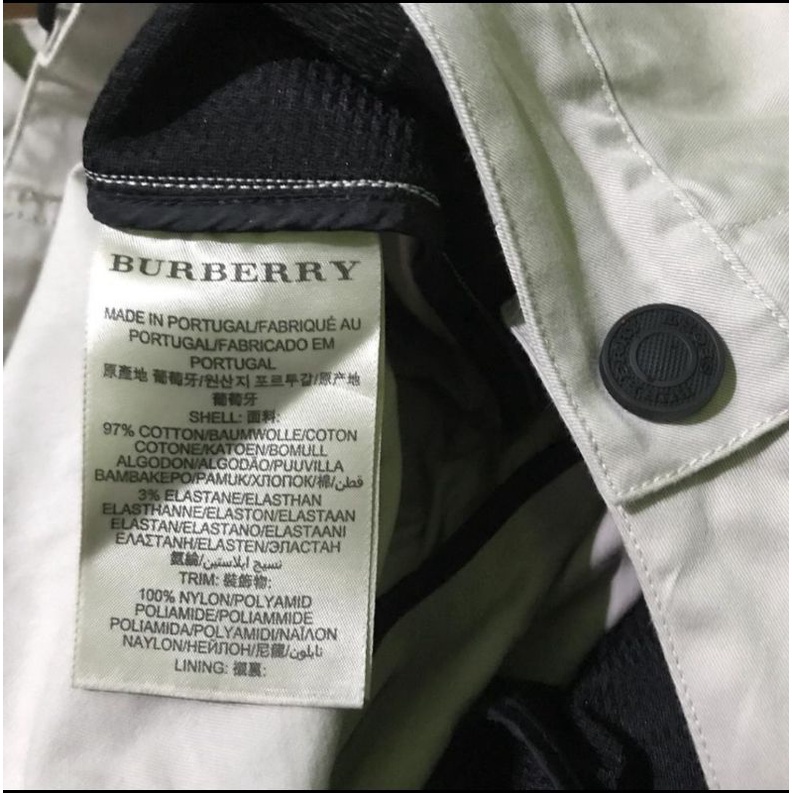 BURBERRY
MADE IN PORTUGAL/FABRIQUÉ AU
PORTUGAL/FABRICADO EM
PORTUGAL
原產地 葡萄牙/원산지 포르투갈/原产地
葡萄牙
SHELL: 面料:
97% COTTON/BAUMWOLLE/COTON
COTONE/KATOEN/BOMULL
ALGODON/ALGODÃO/PUUVILLA
ΒΑΜΒΑΚΕΡΟ/PAMUK/ХЛОПОК/棉/قطن
3% ELASTANE/ELASTHAN
ELASTHANNE/ELASTON/ELASTAAN
ELASTAN/ELASTANO/ELASTAANI
ΕΛΑΣΤΑΝΗ/ELASTEN/ЭЛАСТАН
氨綸/نسيج ايلاستين
TRIM: 裝飾物:
100% NYLON/POLYAMID
POLIAMIDE/POLIAMMIDE
POLIAMIDA/POLYAMIDI/ΝΑΪΛΟΝ
NAYLON/НЕЙЛОН/尼龍/نايلون
LINING: 襯裏: